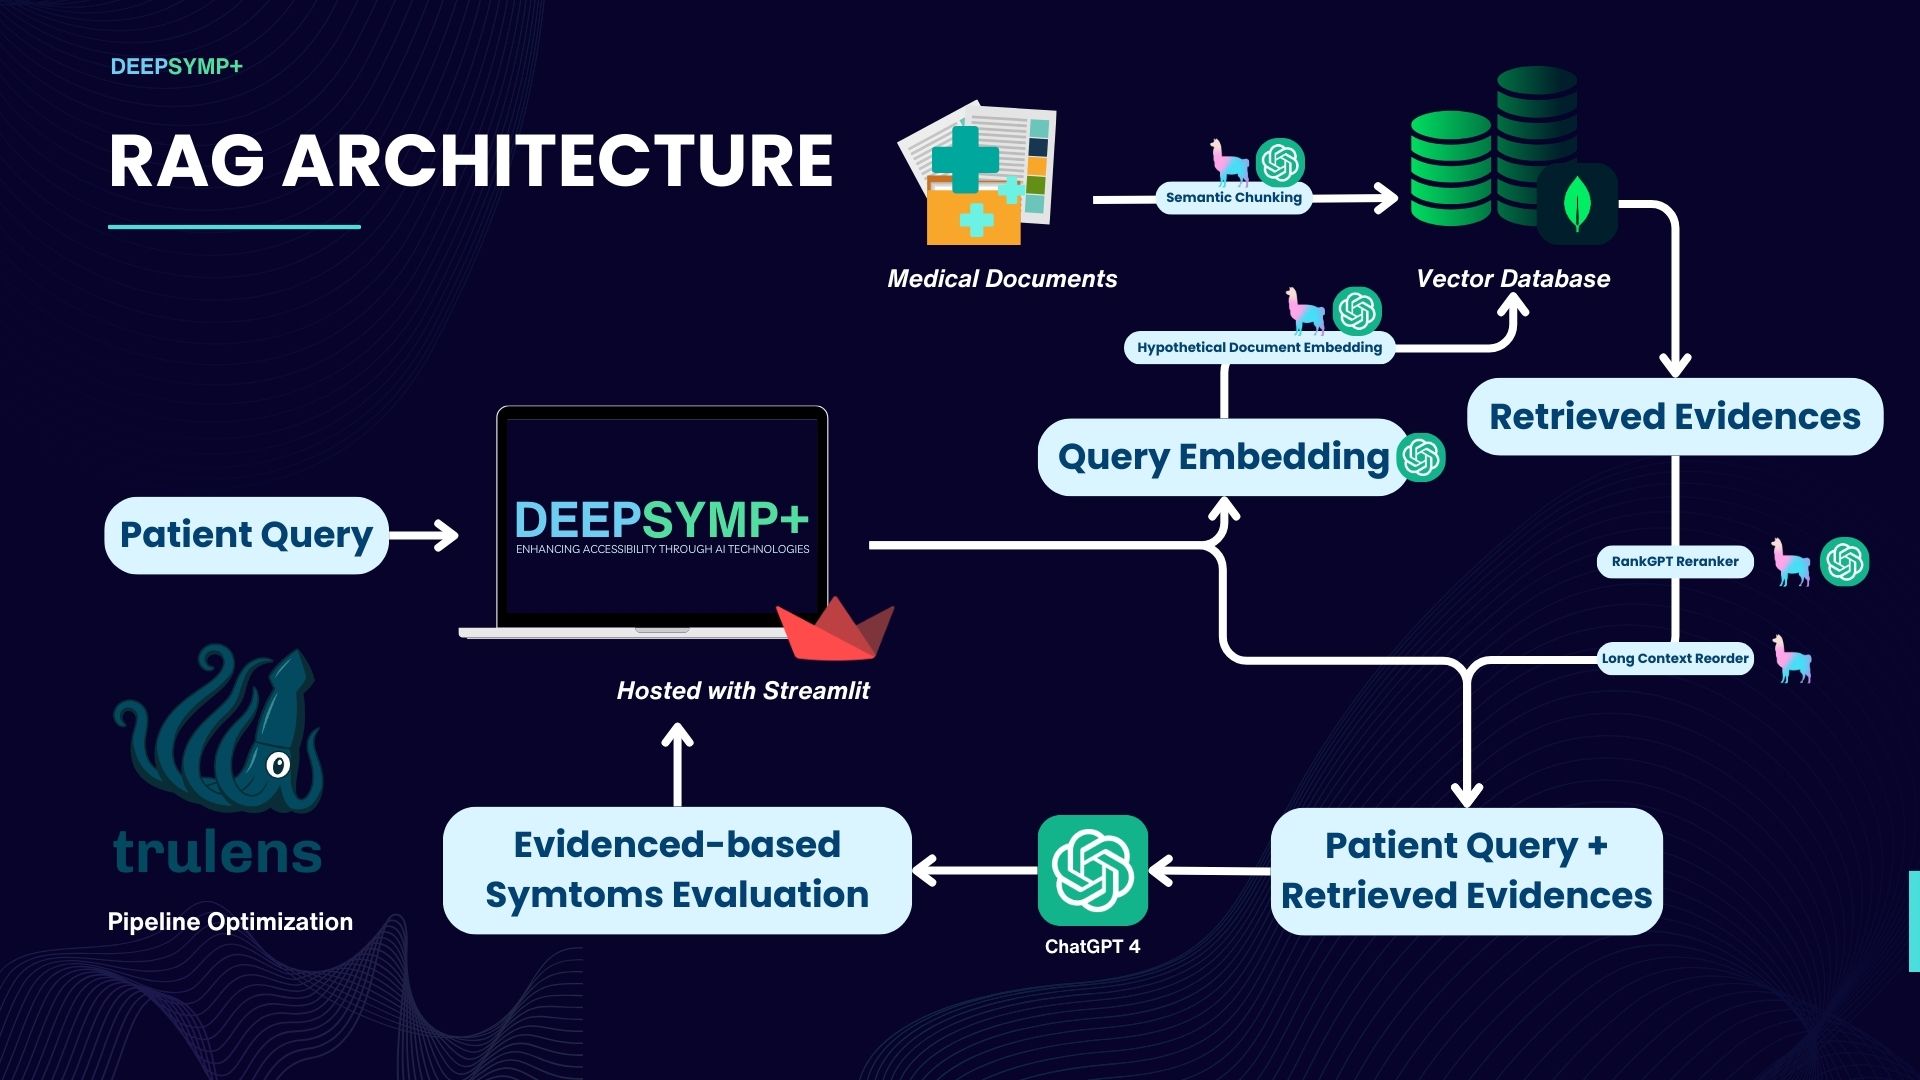 DEEPSYMP+
RAG ARCHITECTURE
Semantic Chunking
Medical Documents
Vector Database
Hypothetical Document Embedding
Retrieved Evidences
Query Embedding
Patient Query
DEEPSYMP+
ENHANCING ACCESSIBILITY THROUGH AI TECHNOLOGIES
RankGPT Reranker
Long Context Reorder
Hosted with Streamlit
trulens
Pipeline Optimization
Evidenced-based
Symtoms Evaluation
ChatGPT 4
Patient Query +
Retrieved Evidences